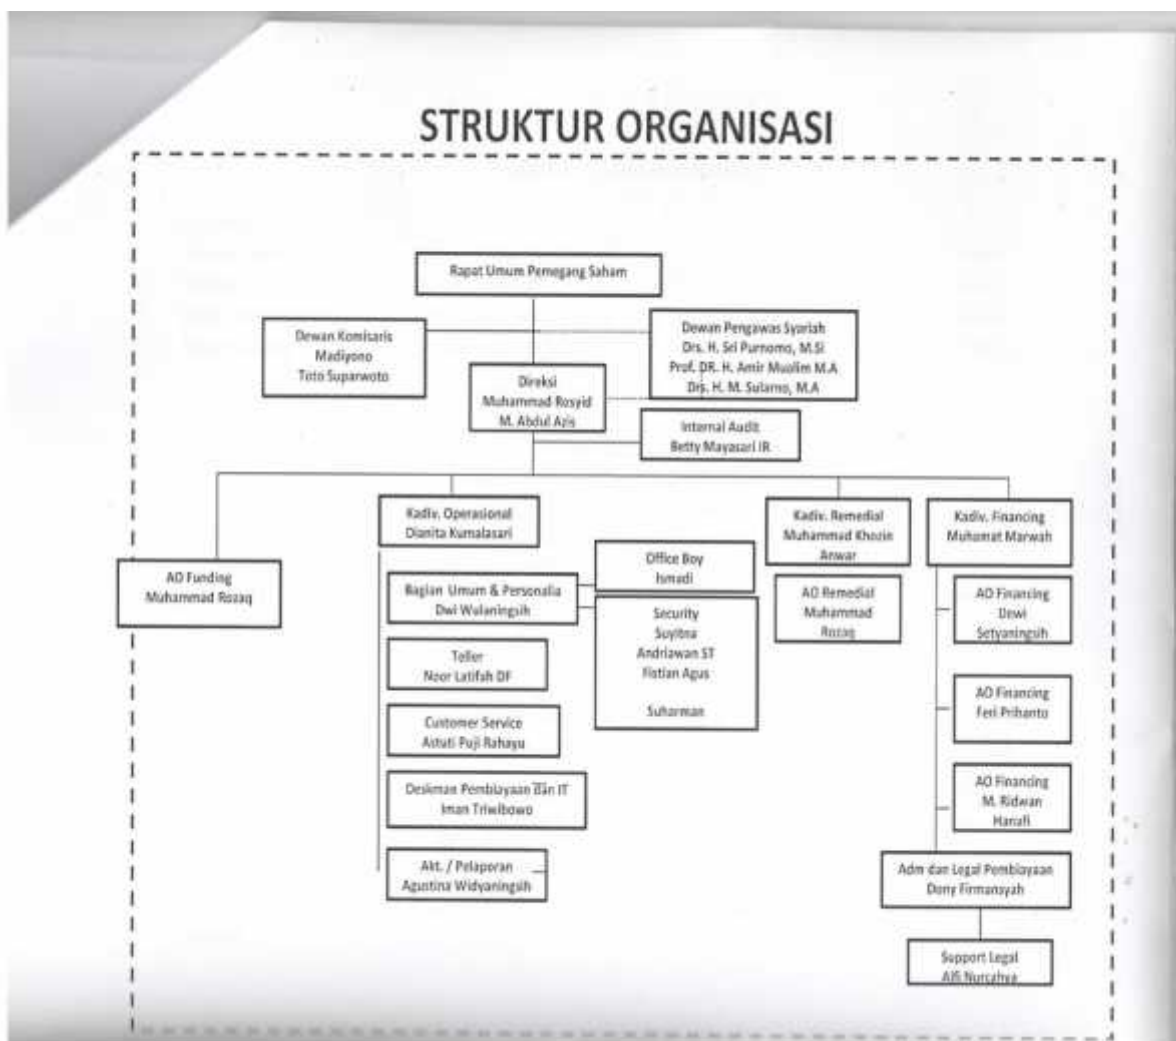 STRUKTUR ORGANISASI
Rapat Umum Pemegang Saham
Dewan Komisaris
Madiyono
Toto Suparwoto
Dewan Pengawas Syariah
Drs. H. Sri Purnomo, M.Si
Prof. DR. H. Amir Mualim M.A
Drs. H. M. Sularno, M.A
Direksi
Muhammad Rosyid
M. Abdul Azis
Internal Audit
Betty Mayasari IR
Kadiv. Operasional
Dianita Kumalasari
Kadiv. Remedial
Muhammad Khozin
Anwar
Kadiv. Financing
Muhamat Marwah
AO Funding
Muhammad Rozaq
Bagian Umum & Personalia
Dwi Wulaningsih
Office Boy
Ismadi
Security
Suyitna
Andriawan ST
Fistian Agus
Suharman
AO Remedial
Muhammad
Rozaq
AO Financing
Dewi
Setyaningsih
Teller
Noor Latifah DF
AO Financing
Feri Prihanto
Customer Service
Astuti Puji Rahayu
Deskman Pembiayaan dan IT
Iman Triwibowo
AO Financing
M. Ridwan
Hanafi
Akt. / Pelaporan
Agustina Widyaningsih
Adm dan Legal Pembiayaan
Dony Firmansyah
Support Legal
Nurcahya